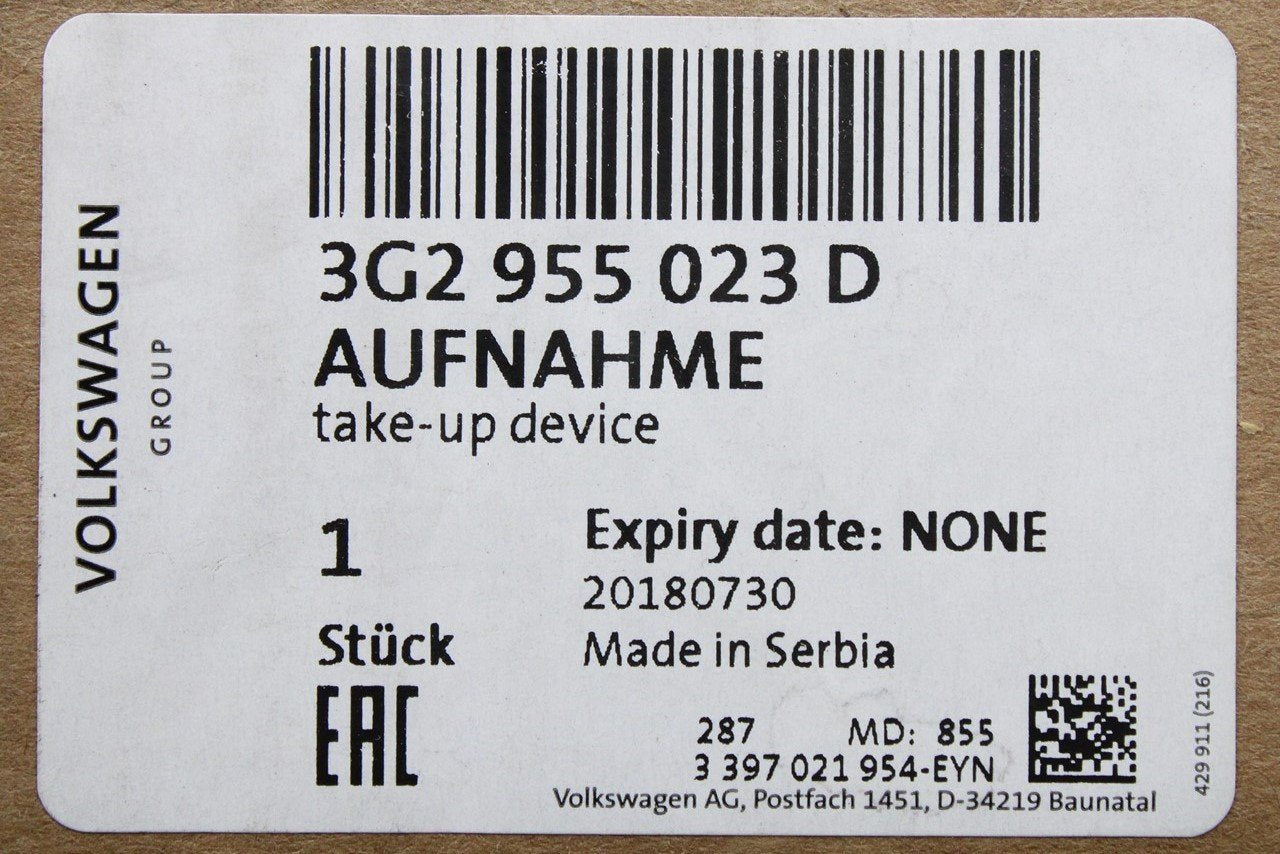 VOLKSWAGEN
GROUP
3G2 955 023 D
AUFNAHME
take-up device
1
Stück
EAC
Expiry date: NONE
20180730
Made in Serbia
287 MD: 855
3 397 021 954-EYN
Volkswagen AG, Postfach 1451, D-34219 Baunatal
429 911 (216)